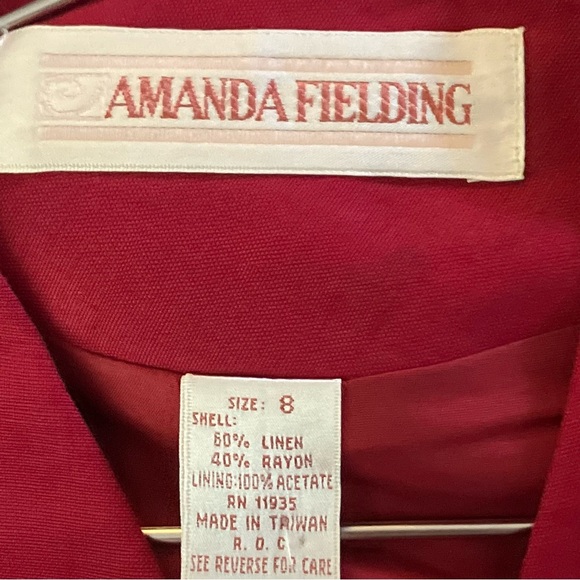 AMANDA FIELDING
SIZE: 8
SHELL:
60% LINEN
40% RAYON
LINING:100% ACETATE
RN 11935
MADE IN TAIWAN
R. O. C
SEE REVERSE FOR CARE